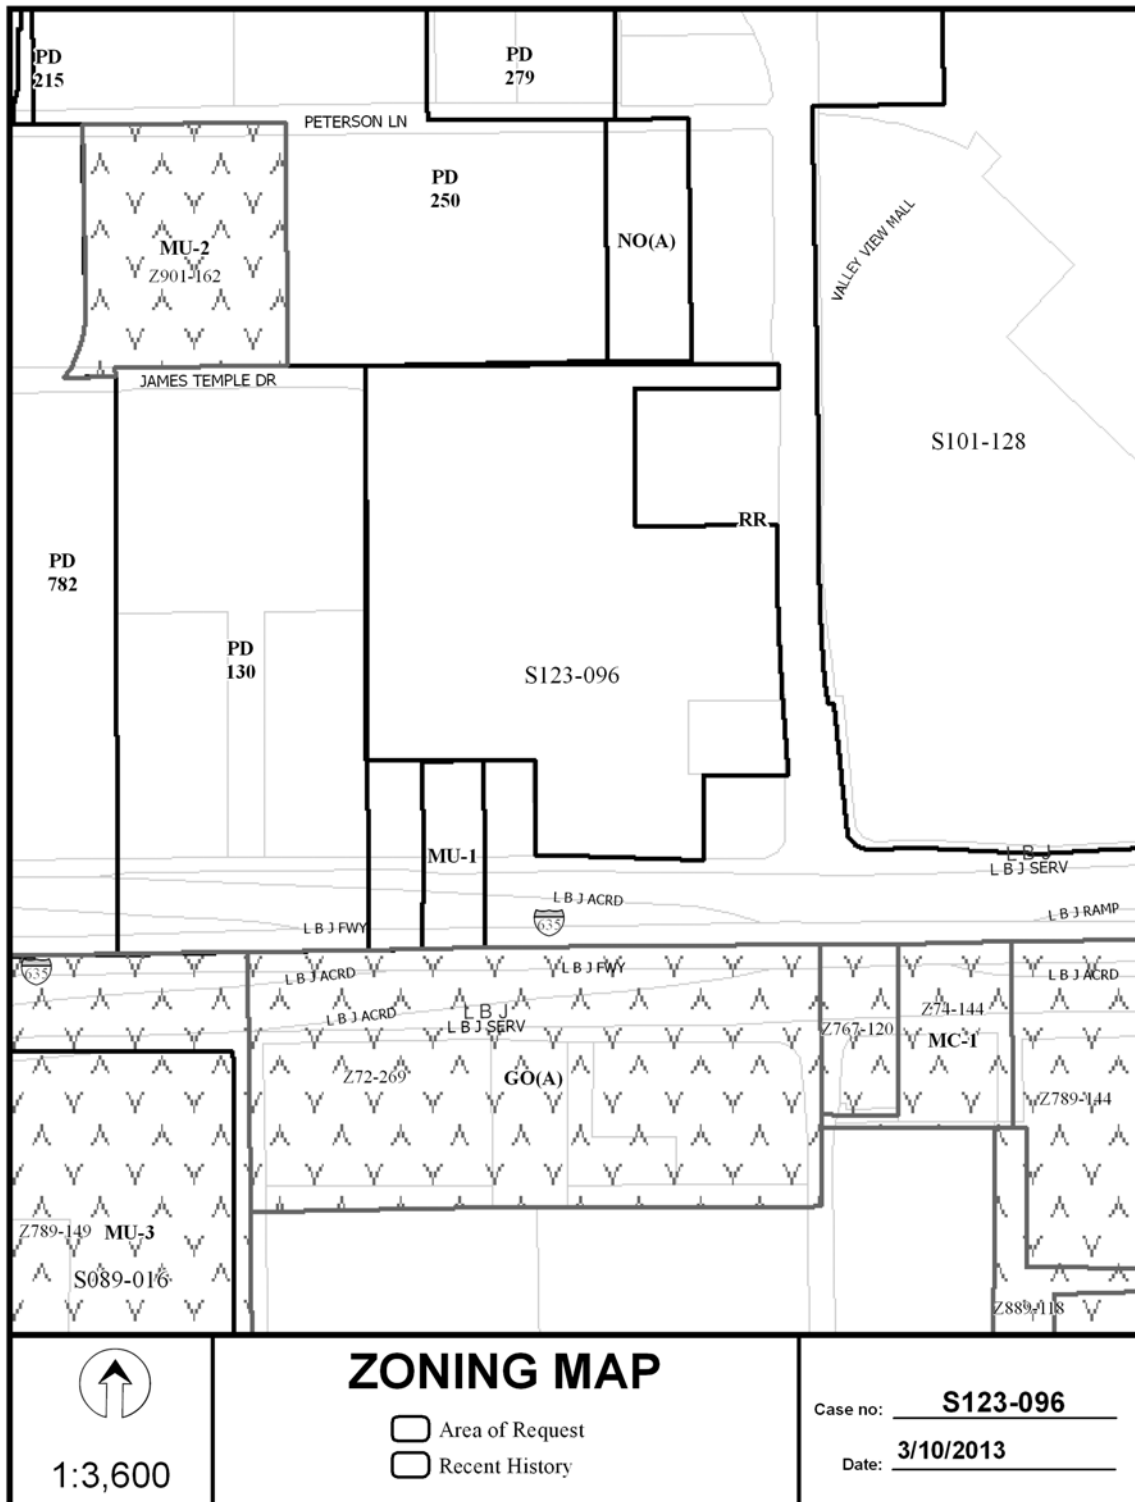 PD
215
PD
279
PETERSON LN
PD
250
NO(A)
MU-2
Z901-162
VALLEY VIEW MALL
JAMES TEMPLE DR
S101-128
RR
PD
782
PD
130
S123-096
MU-1
L B J
L B J SERV
L B J ACRD
L B J RAMP
L B J FWY
635
635
L B J ACRD
L B J FWY
L B J ACRD
L B J ACRD
L B J
L B J SERV
Z767-120
Z74-144
MC-1
Z72-269
GO(A)
Z789-144
Z789-149 MU-3
S089-016
Z889-118
ZONING MAP
Area of Request
Recent History
1:3,600
Case no: S123-096
Date: 3/10/2013